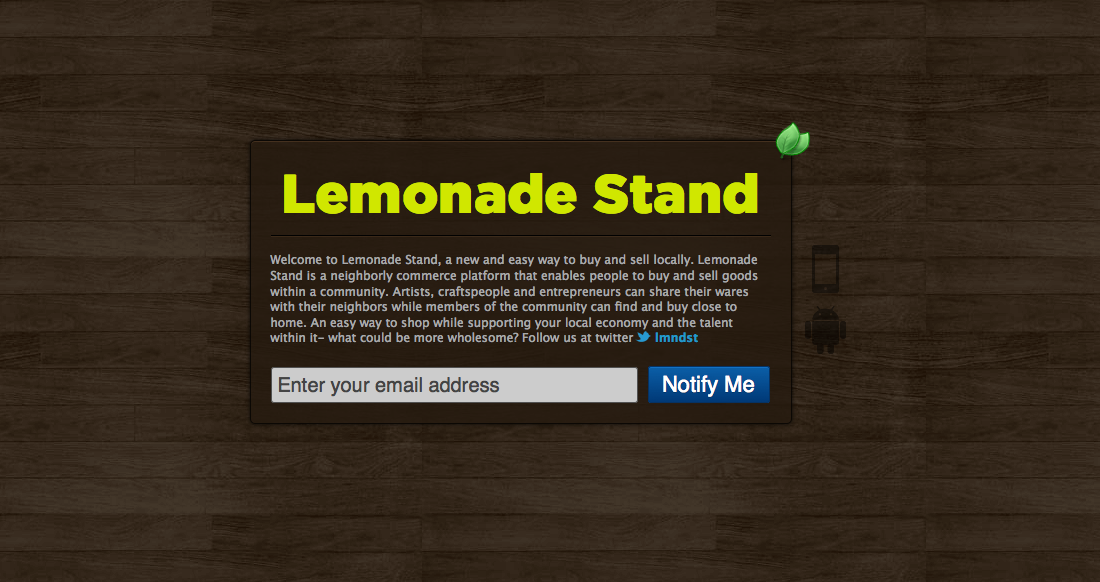 Lemonade Stand
Welcome to Lemonade Stand, a new and easy way to buy and sell locally. Lemonade
Stand is a neighborly commerce platform that enables people to buy and sell goods
within a community. Artists, craftspeople and entrepreneurs can share their wares
with their neighbors while members of the community can find and buy close to
home. An easy way to shop while supporting your local economy and the talent
within it– what could be more wholesome? Follow us at twitter lmndst
Enter your email address
Notify Me